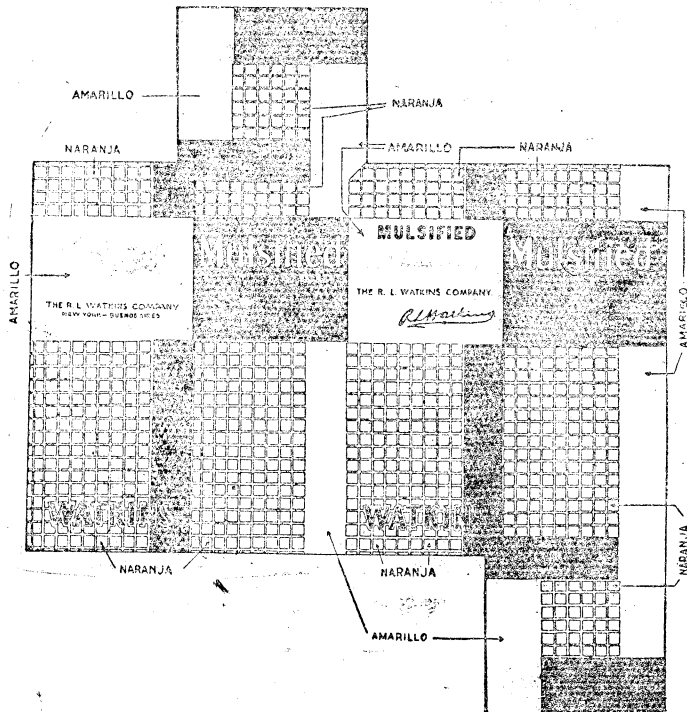 AMARILLO
NARANJA
NARANJA
AMARILLO
NARANJA
MULSIFIED
Mulsified
Mulsified
AMARILLO
THE R. L. WATKINS COMPANY
NEW YORK - BUENOS AIRES
THE R. L. WATKINS COMPANY
R L Watkins
AMARILLO
WATKINS
WATKINS
NARANJA
NARANJA
NARANJA
AMARILLO